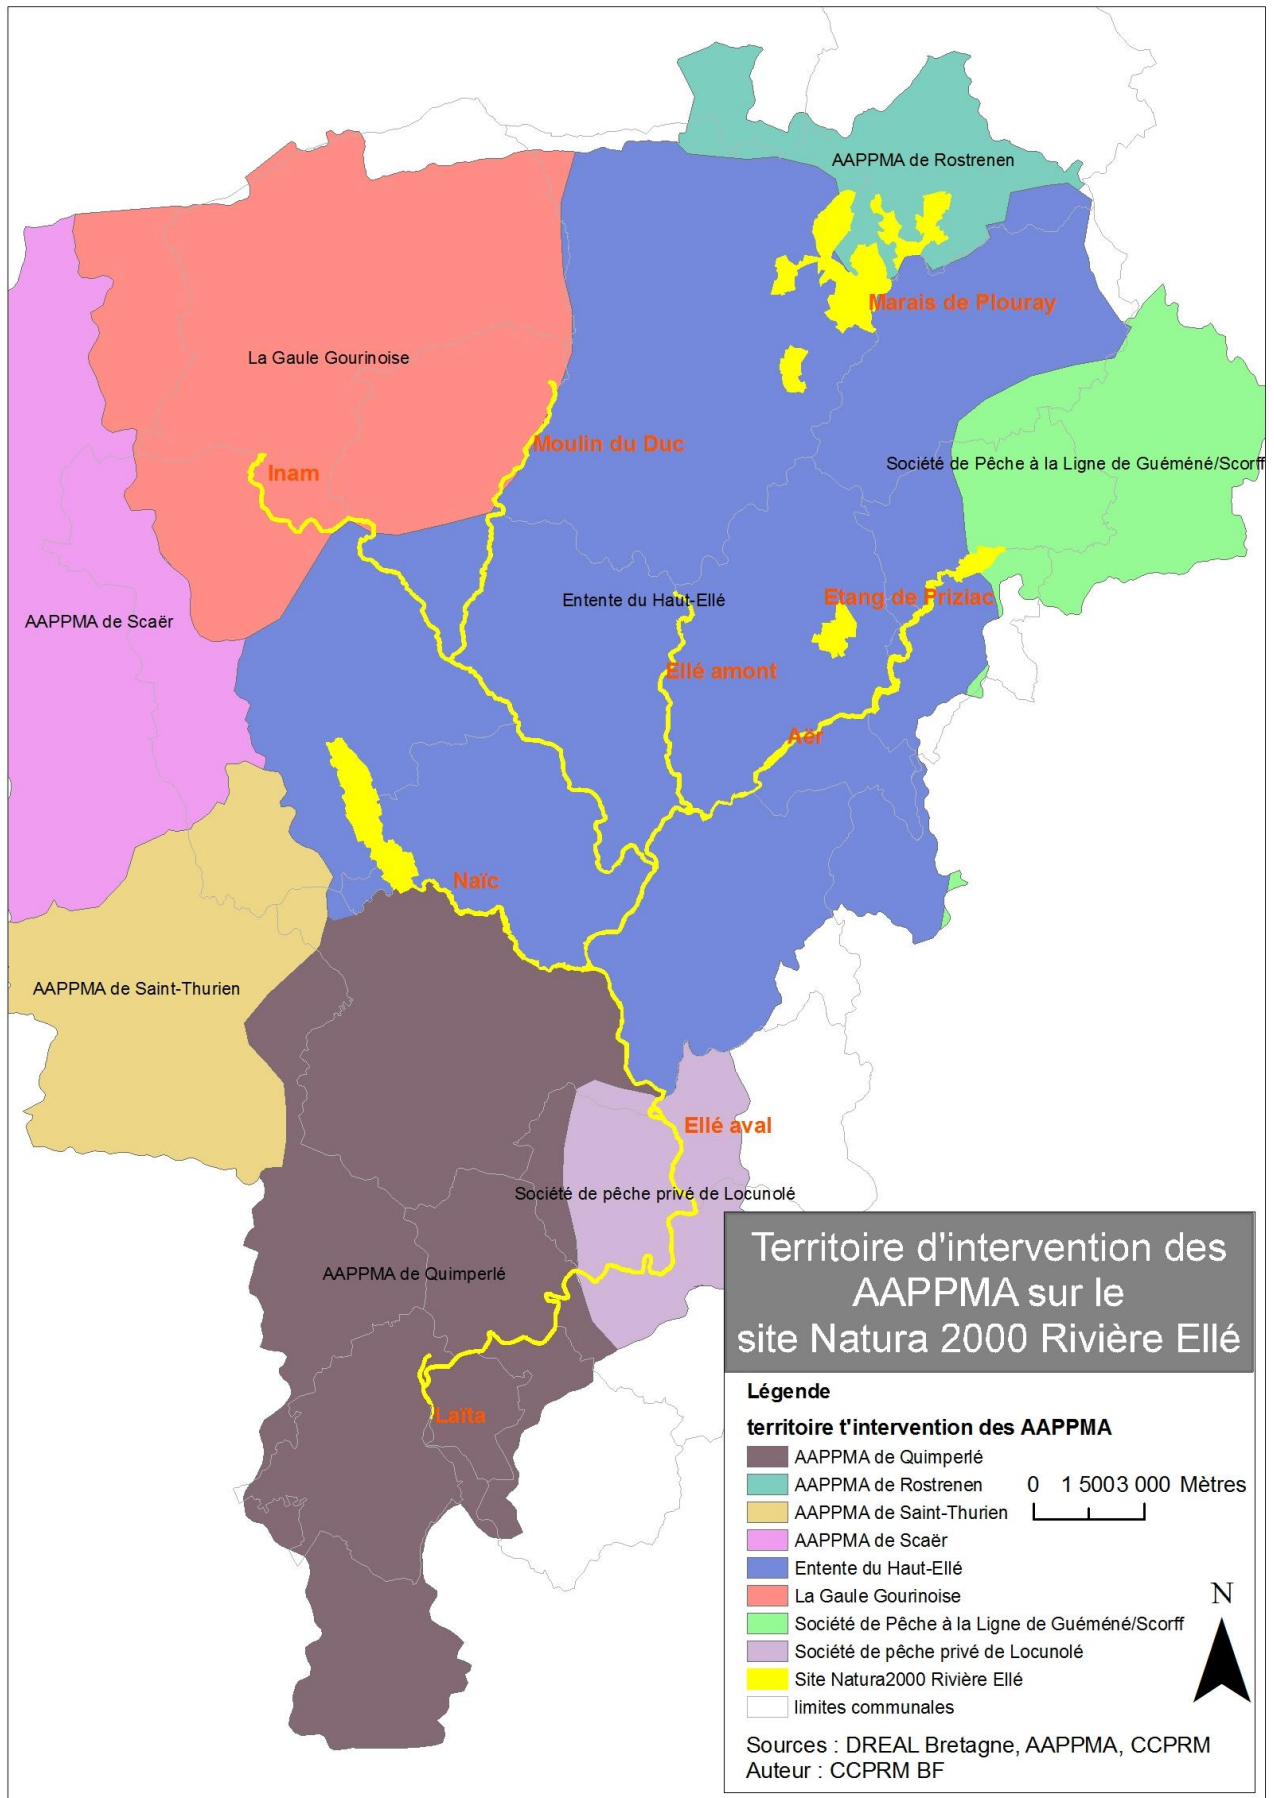 AAPPMA de Rostrenen
Marais de Plouray
La Gaule Gourinoise
Moulin du Duc
Inam
Société de Pêche à la Ligne de Guéméné/Scorff
Entente du Haut-Ellé
Etang de Priziac
AAPPMA de Scaër
Ellé amont
Aër
Naïc
AAPPMA de Saint-Thurien
Ellé aval
Société de pêche privé de Locunolé
AAPPMA de Quimperlé
Laïta
Territoire d'intervention des
AAPPMA sur le
site Natura 2000 Rivière Ellé
Légende
territoire t'intervention des AAPPMA
AAPPMA de Quimperlé
AAPPMA de Rostrenen
AAPPMA de Saint-Thurien
AAPPMA de Scaër
Entente du Haut-Ellé
La Gaule Gourinoise
Société de Pêche à la Ligne de Guéméné/Scorff
Société de pêche privé de Locunolé
Site Natura2000 Rivière Ellé
limites communales
0 1 5003 000 Mètres
N
Sources : DREAL Bretagne, AAPPMA, CCPRM
Auteur : CCPRM BF